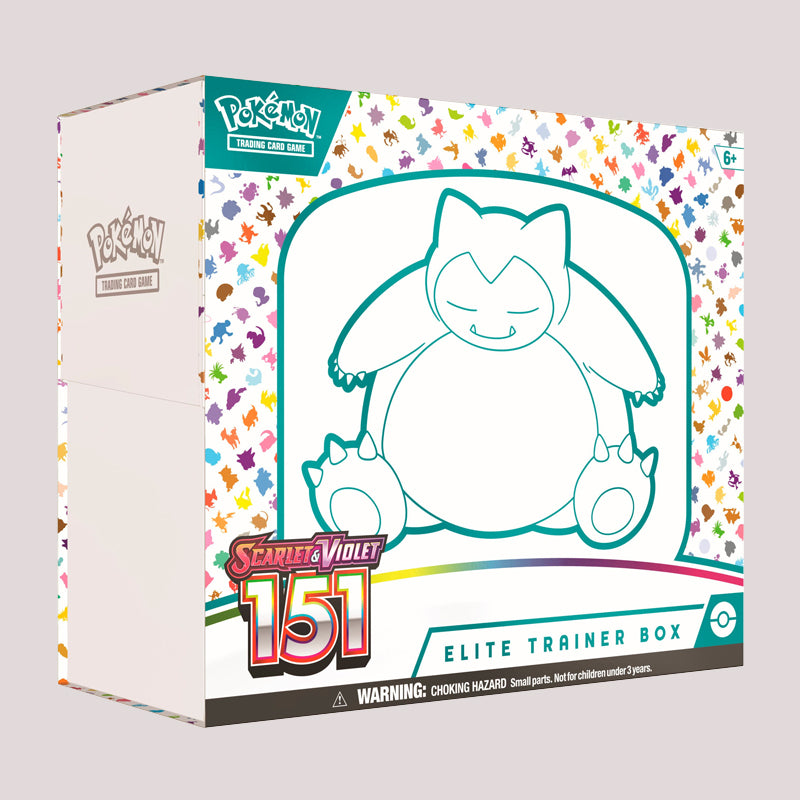 POKéMON
TRADING CARD GAME
6+
POKéMON
TRADING CARD GAME
SCARLET & VIOLET
151
ELITE TRAINER BOX
WARNING: CHOKING HAZARD Small parts. Not for children under 3 years.